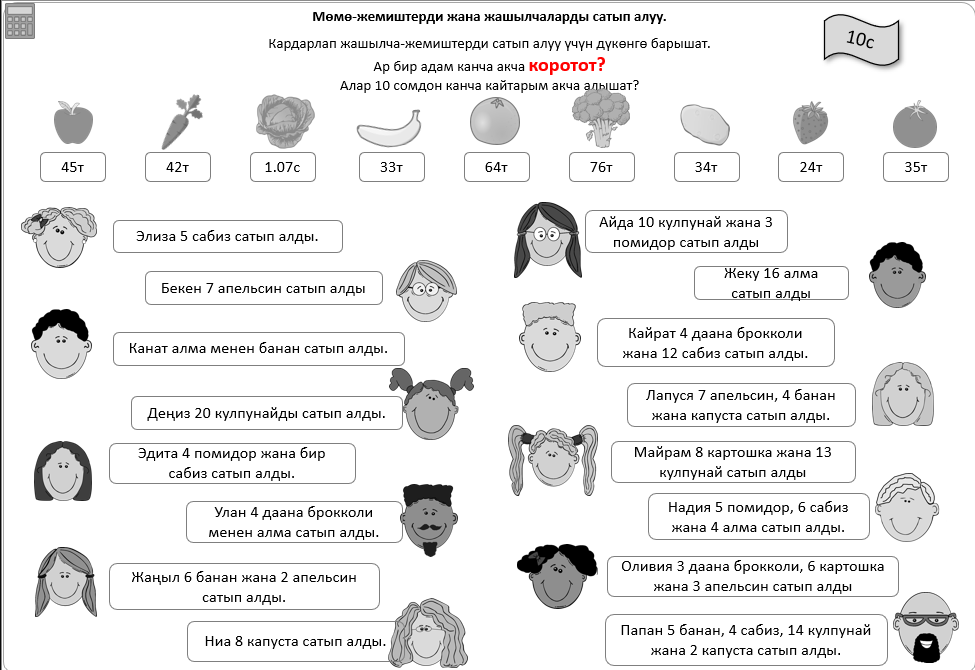 Мөмө-жемиштерди жана жашылчаларды сатып алуу.
10с
Кардарлап жашылча-жемиштерди сатып алуу үчүн дүкөнгө барышат.
Ар бир адам канча акча коротот?
Алар 10 сомдон канча кайтарым акча алышат?
45т
42т
1.07с
33т
64т
76т
34т
24т
35т
Элиза 5 сабиз сатып алды.
Бекен 7 апельсин сатып алды
Канат алма менен банан сатып алды.
Деңиз 20 кулпунайды сатып алды.
Эдита 4 помидор жана бир
сабиз сатып алды.
Улан 4 даана брокколи
менен алма сатып алды.
Жаңыл 6 банан жана 2 апельсин
сатып алды.
Ниа 8 капуста сатып алды.
Айда 10 кулпунай жана 3
помидор сатып алды
Жеку 16 алма
сатып алды
Кайрат 4 даана брокколи
жана 12 сабиз сатып алды.
Лапуся 7 апельсин, 4 банан
жана капуста сатып алды.
Майрам 8 картошка жана 13
кулпунай сатып алды
Надия 5 помидор, 6 сабиз
жана 4 алма сатып алды.
Оливия 3 даана брокколи, 6 картошка
жана 3 апельсин сатып алды
Папан 5 банан, 4 сабиз, 14 кулпунай
жана 2 капуста сатып алды.